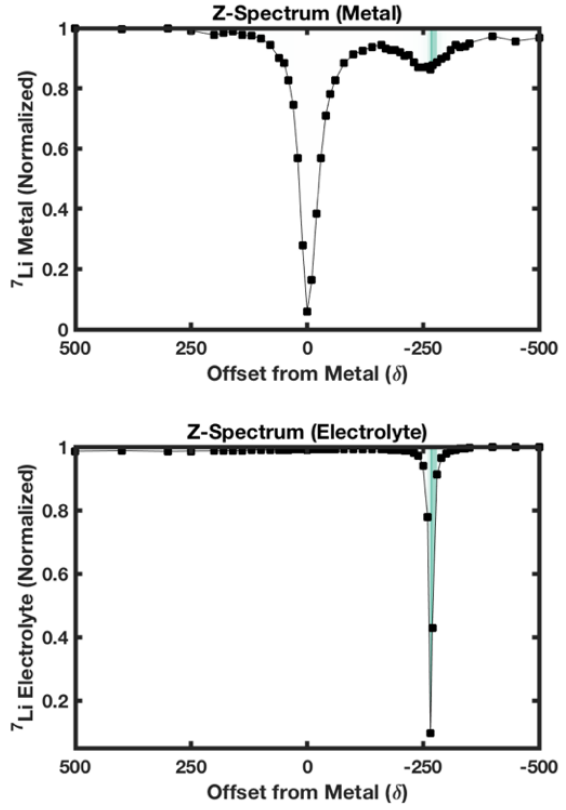 Z-Spectrum (Metal)
⁷Li Metal (Normalized)
1
0.8
0.6
0.4
0.2
0
500 250 0 -250 -500
Offset from Metal (δ)
Z-Spectrum (Electrolyte)
⁷Li Electrolyte (Normalized)
1
0.8
0.6
0.4
0.2
500 250 0 -250 -500
Offset from Metal (δ)